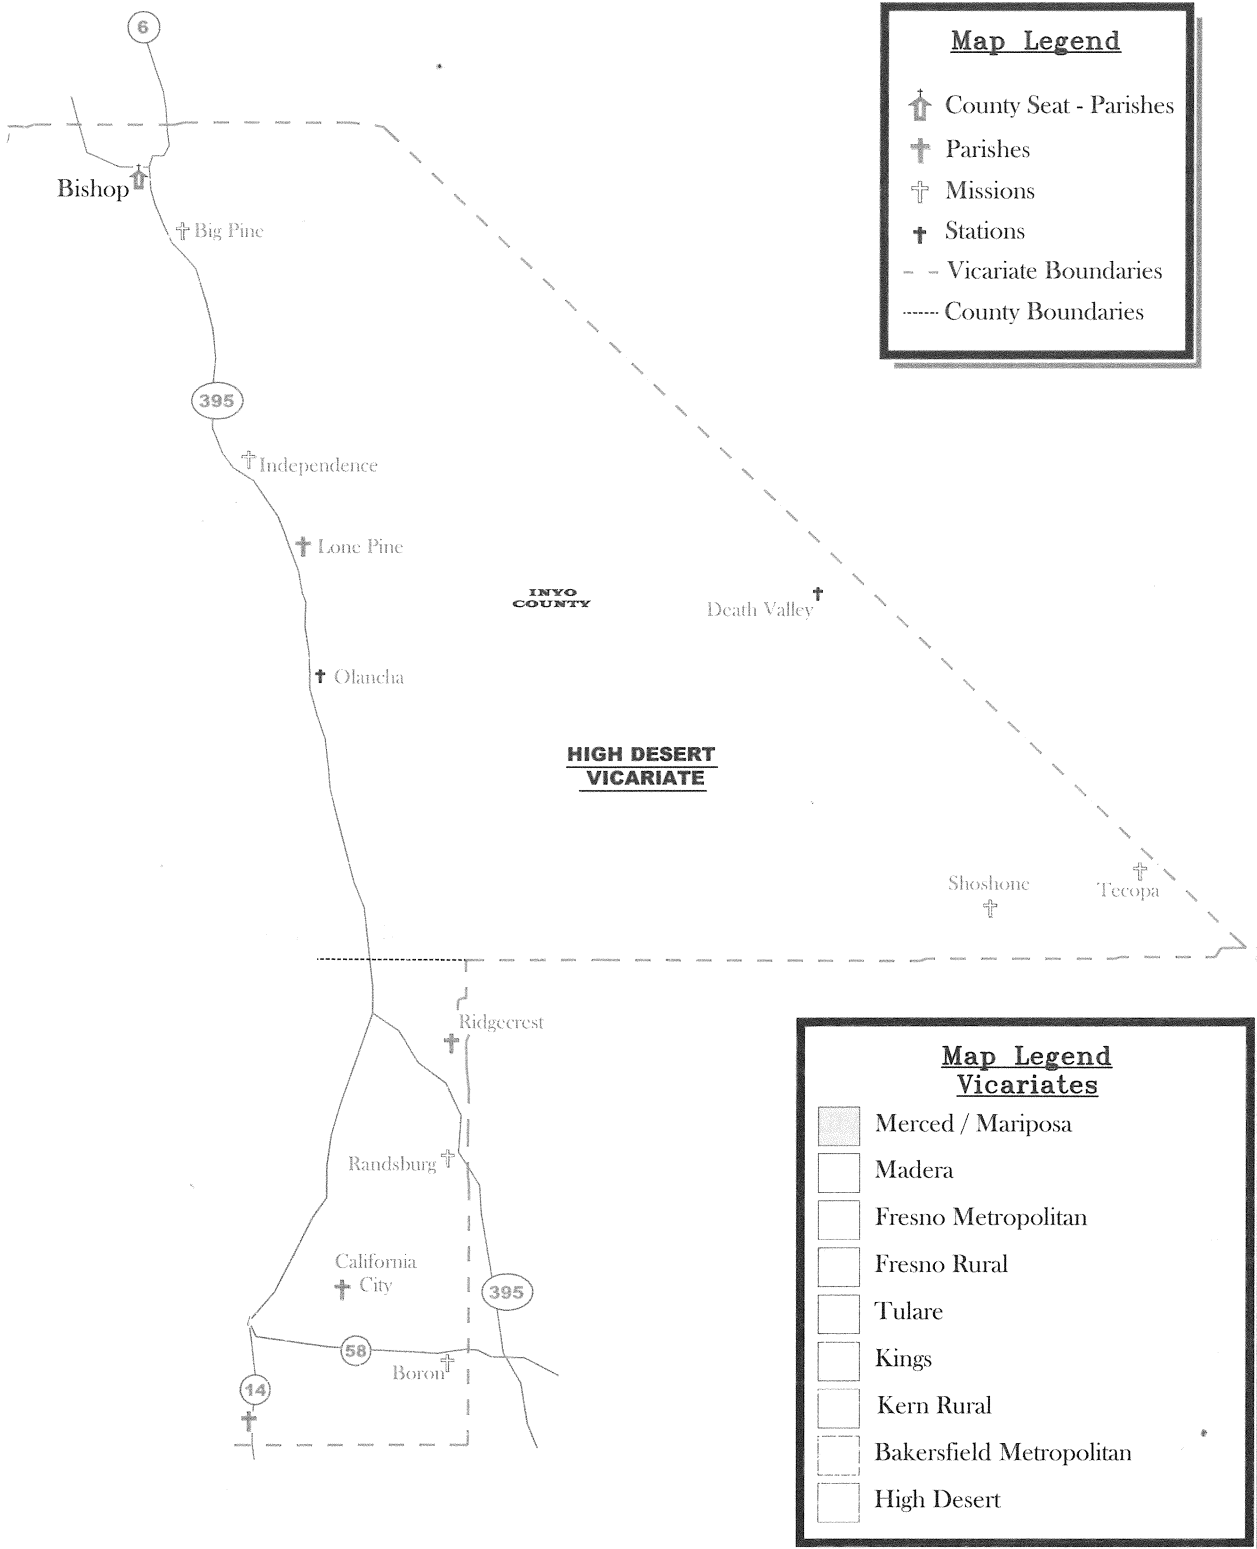 6
Map Legend
County Seat - Parishes
Parishes
Missions
Stations
Vicariate Boundaries
County Boundaries
Bishop
Big Pine
395
Independence
Lone Pine
INYO
COUNTY
Death Valley
Olancha
HIGH DESERT
VICARIATE
Shoshone
Tecopa
Ridgecrest
Randsburg
California
City
395
58
Boron
14
Map Legend
Vicariates
Merced / Mariposa
Madera
Fresno Metropolitan
Fresno Rural
Tulare
Kings
Kern Rural
Bakersfield Metropolitan
High Desert